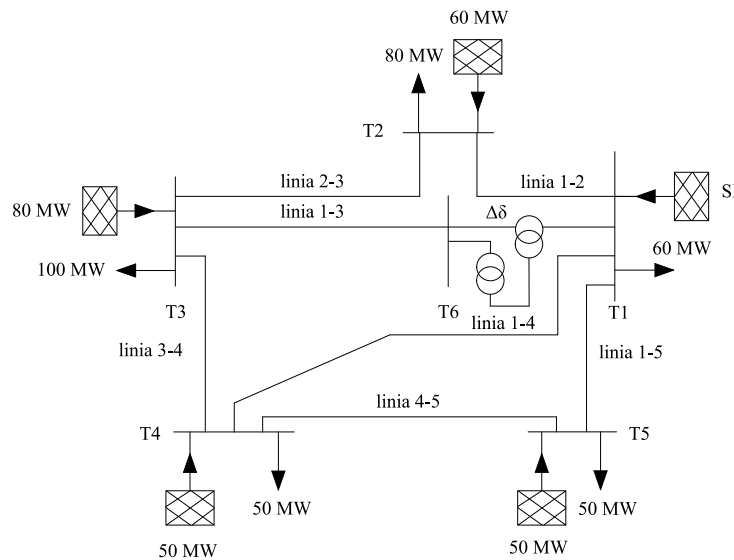 60 MW
80 MW
T2
linia 2-3
linia 1-2
80 MW
linia 1-3
Δδ
60 MW
100 MW
T3
T6
T1
linia 1-4
linia 3-4
linia 1-5
linia 4-5
T4
T5
50 MW
50 MW
50 MW
50 MW